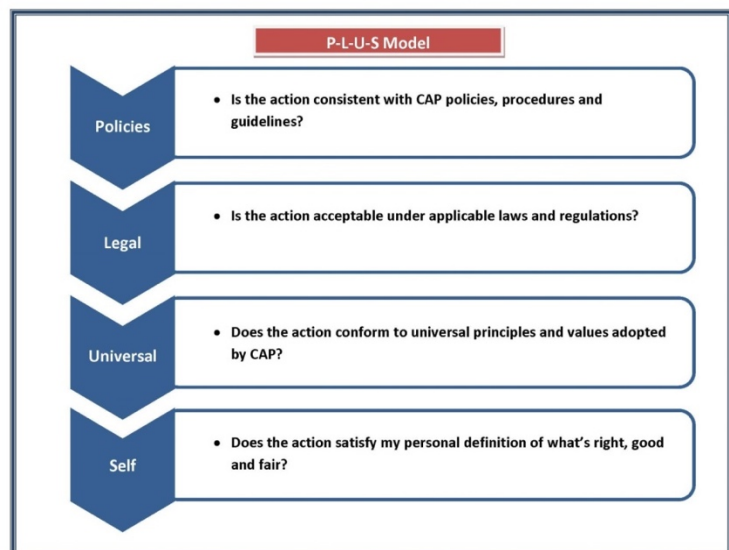 P-L-U-S Model
Policies
• Is the action consistent with CAP policies, procedures and
guidelines?
Legal
• Is the action acceptable under applicable laws and regulations?
Universal
• Does the action conform to universal principles and values adopted
by CAP?
Self
• Does the action satisfy my personal definition of what’s right, good
and fair?